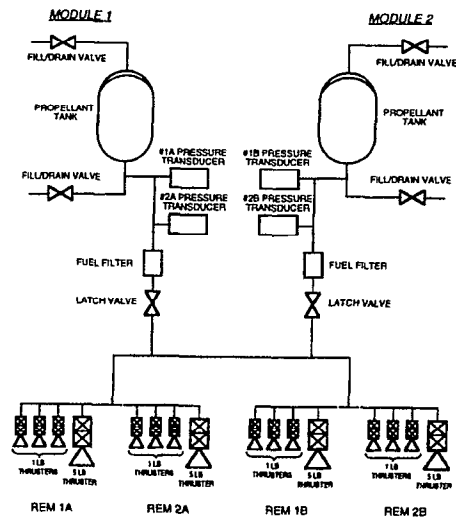 MODULE 1
MODULE 2
FILL/DRAIN VALVE
FILL/DRAIN VALVE
PROPELLANT
TANK
PROPELLANT
TANK
#1A PRESSURE
TRANSDUCER
#1B PRESSURE
TRANSDUCER
FILL/DRAIN VALVE
FILL/DRAIN VALVE
#2A PRESSURE
TRANSDUCER
#2B PRESSURE
TRANSDUCER
FUEL FILTER
FUEL FILTER
LATCH VALVE
LATCH VALVE
1 LB
THRUSTERS
5 LB
THRUSTER
1 LB
THRUSTERS
5 LB
THRUSTER
1 LB
THRUSTERS
5 LB
THRUSTER
1 LB
THRUSTERS
5 LB
THRUSTER
REM 1A
REM 2A
REM 1B
REM 2B